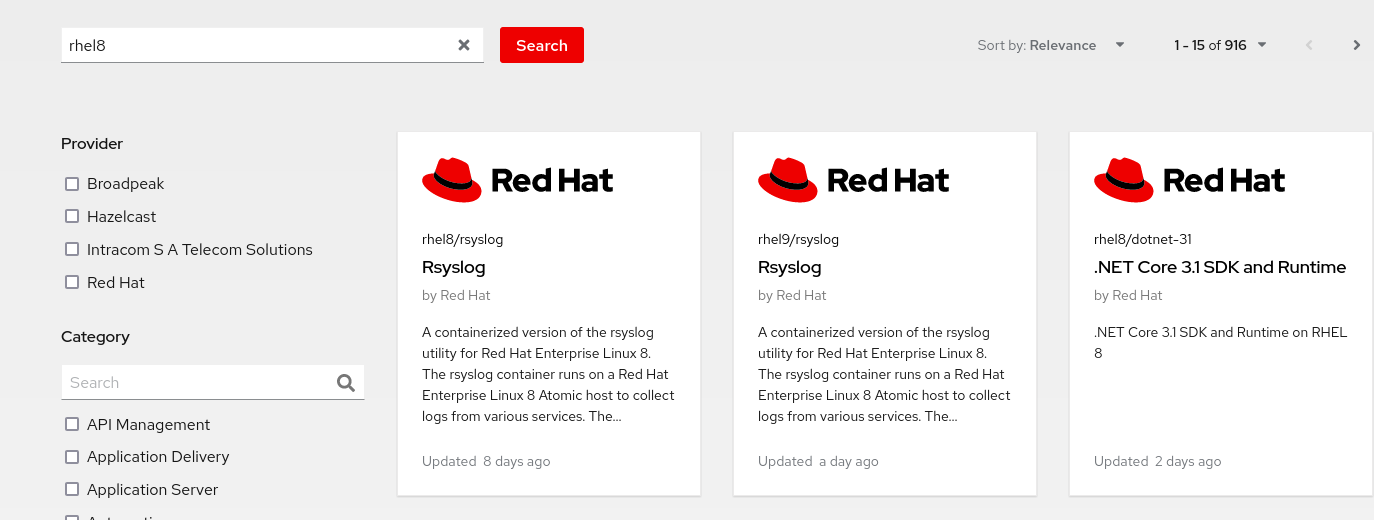 rhel8
Search
Sort by: Relevance
1 - 15 of 916
Provider
Broadpeak
Hazelcast
Intracom S A Telecom Solutions
Red Hat
Category
Search
API Management
Application Delivery
Application Server
Red Hat
rhel8/rsyslog
Rsyslog
by Red Hat
A containerized version of the rsyslog
utility for Red Hat Enterprise Linux 8.
The rsyslog container runs on a Red Hat
Enterprise Linux 8 Atomic host to collect
logs from various services. The...
Updated 8 days ago
Red Hat
rhel9/rsyslog
Rsyslog
by Red Hat
A containerized version of the rsyslog
utility for Red Hat Enterprise Linux 8.
The rsyslog container runs on a Red Hat
Enterprise Linux 8 Atomic host to collect
logs from various services. The...
Updated a day ago
Red Hat
rhel8/dotnet-31
.NET Core 3.1 SDK and Runtime
by Red Hat
.NET Core 3.1 SDK and Runtime on RHEL
8
Updated 2 days ago